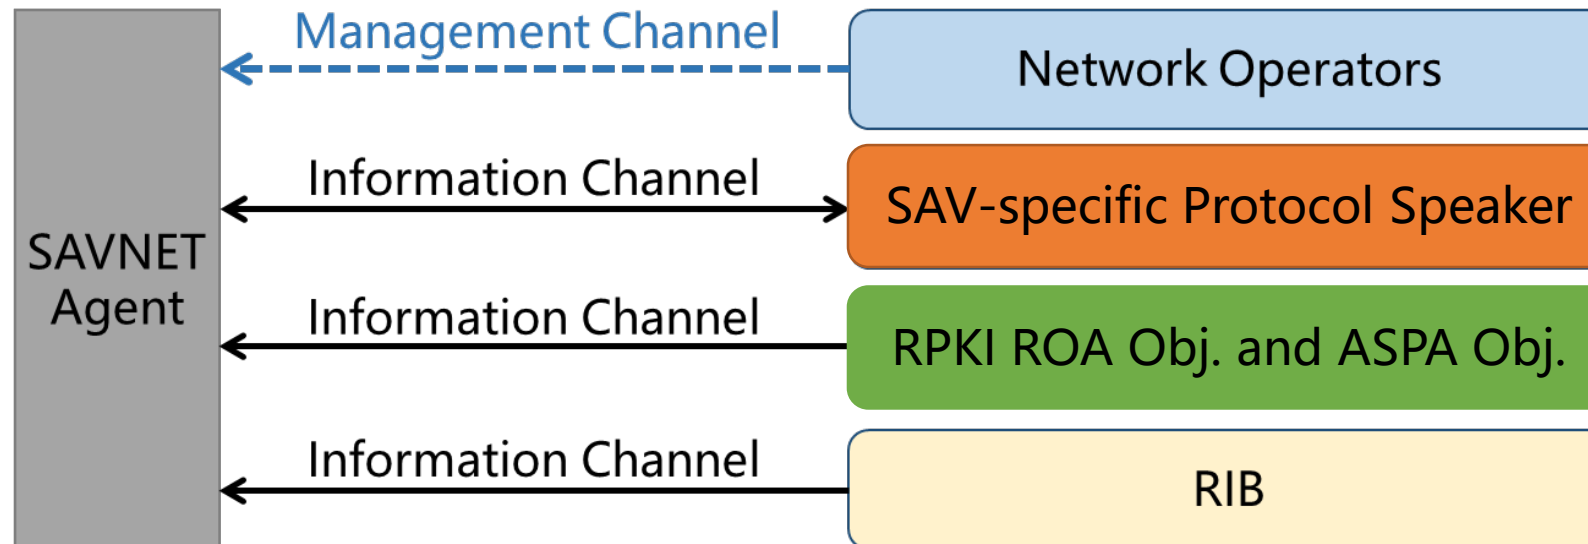 Management Channel
Network Operators
Information Channel
SAV-specific Protocol Speaker
SAVNET
Agent
Information Channel
RPKI ROA Obj. and ASPA Obj.
Information Channel
RIB